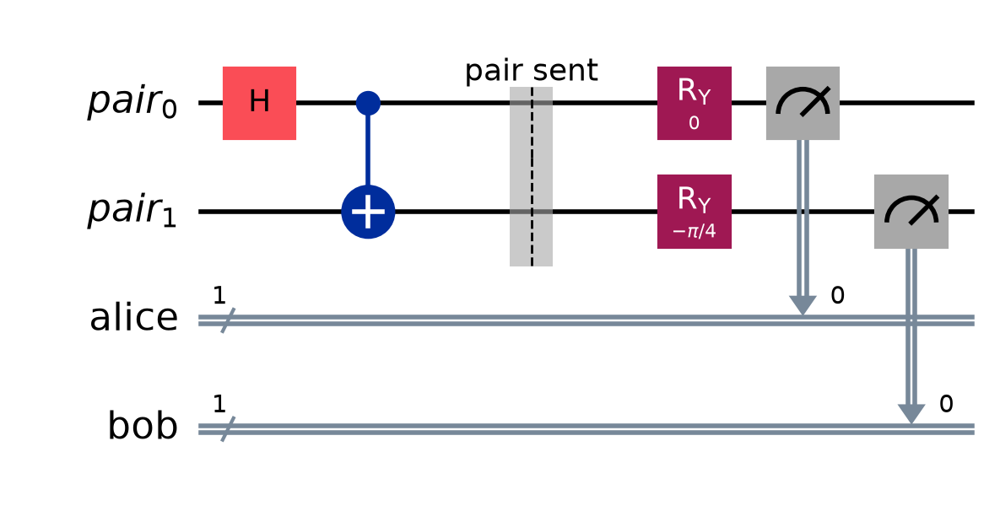 pair sent
pair₀ H R_Y
0
pair₁ R_Y
−π/4
alice 1 0
bob 1 0